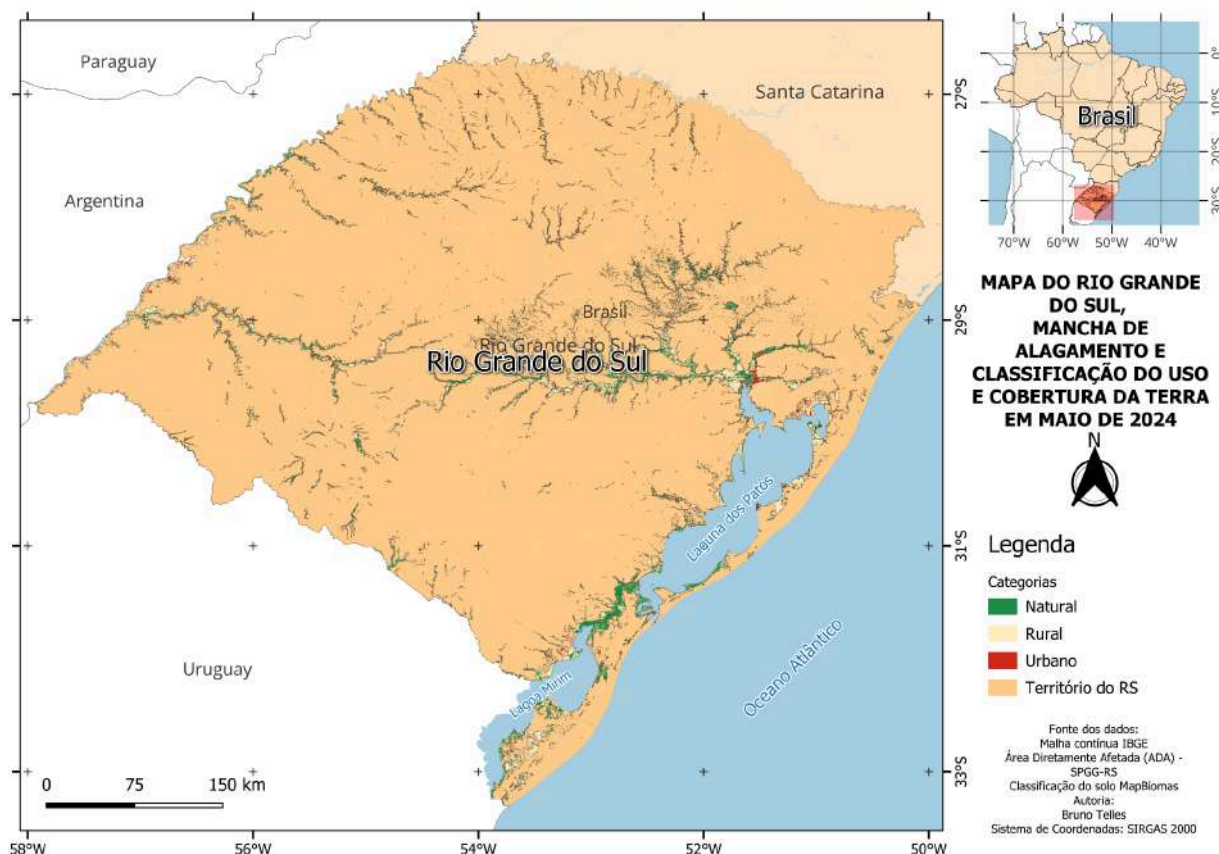 Paraguay
Santa Catarina
Argentina
Brasil
Rio Grande do Sul
Rio Grande do Sul
Laguna dos Patos
Lagoa Mirim
Uruguay
Oceano Atlântico
0 75 150 km
58°W 56°W 54°W 52°W 50°W
27°S
29°S
31°S
33°S
Brasil
0°
10°S
20°S
30°S
70°W 60°W 50°W 40°W
MAPA DO RIO GRANDE
DO SUL,
MANCHA DE
ALAGAMENTO E
CLASSIFICAÇÃO DO USO
E COBERTURA DA TERRA
EM MAIO DE 2024
N
Legenda
Categorias
Natural
Rural
Urbano
Território do RS
Fonte dos dados:
Malha contínua IBGE
Área Diretamente Afetada (ADA) -
SPGG-RS
Classificação do solo MapBiomas
Autoria:
Bruno Telles
Sistema de Coordenadas: SIRGAS 2000